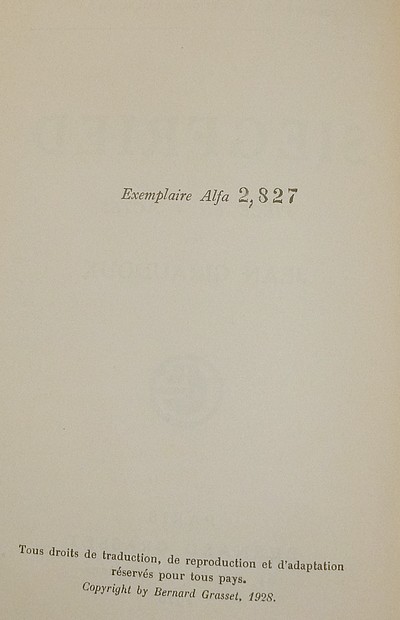 Exemplaire Alfa 2,827
Tous droits de traduction, de reproduction et d'adaptation
réservés pour tous pays.
Copyright by Bernard Grasset, 1928.